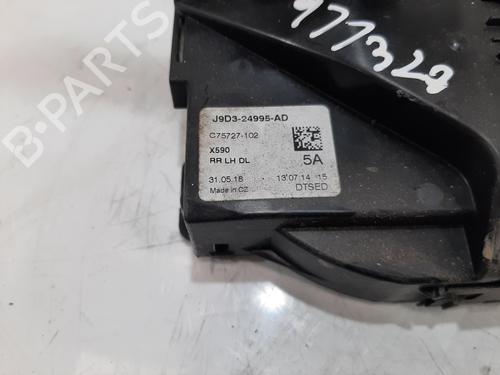 977328
J9D3-24995-AD
C75727-102
X590
RR LH DL
5A
31.05.18
13:07:14 15
Made in CZ
DTSED
B-PARTS